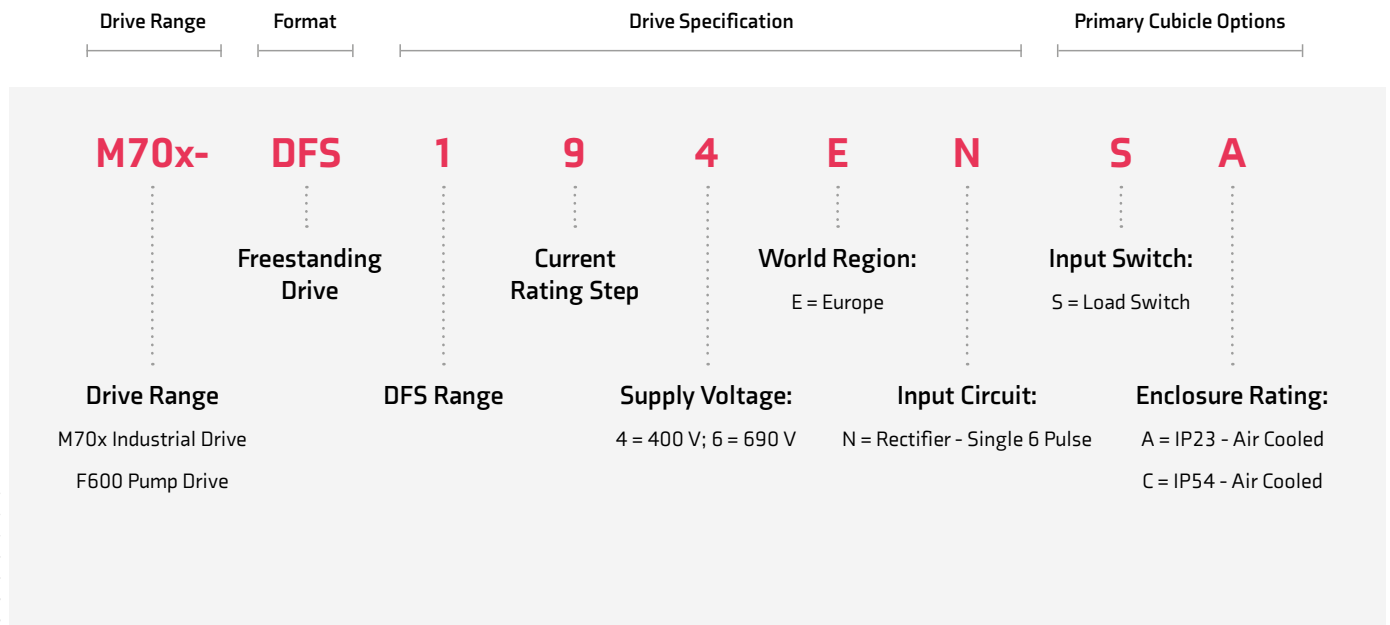 Drive Range Format Drive Specification Primary Cubicle Options
M70x- DFS 1 9 4 E N S A
Freestanding
Drive
Current
Rating Step
World Region:
E = Europe
Input Switch:
S = Load Switch
Drive Range
M70x Industrial Drive
F600 Pump Drive
DFS Range
Supply Voltage:
4 = 400 V; 6 = 690 V
Input Circuit:
N = Rectifier - Single 6 Pulse
Enclosure Rating:
A = IP23 - Air Cooled
C = IP54 - Air Cooled